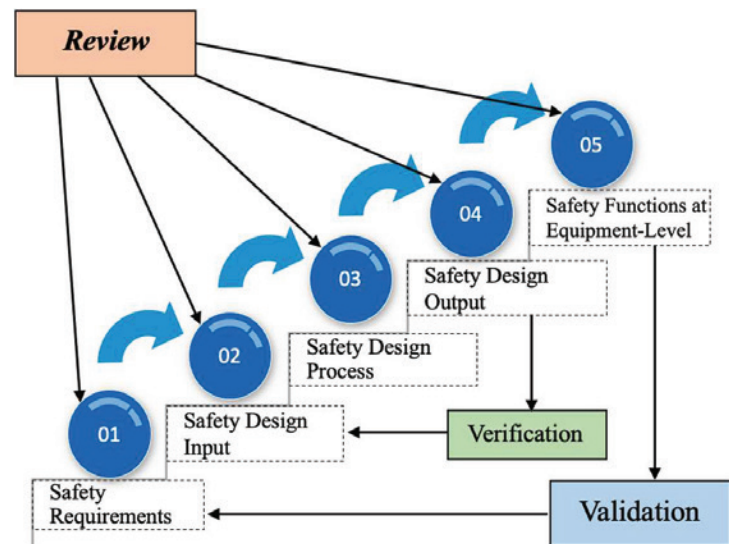 Review
05
04
Safety Functions at
Equipment-Level
03
Safety Design
Output
02
Safety Design
Process
01
Safety Design
Input
Verification
Safety
Requirements
Validation